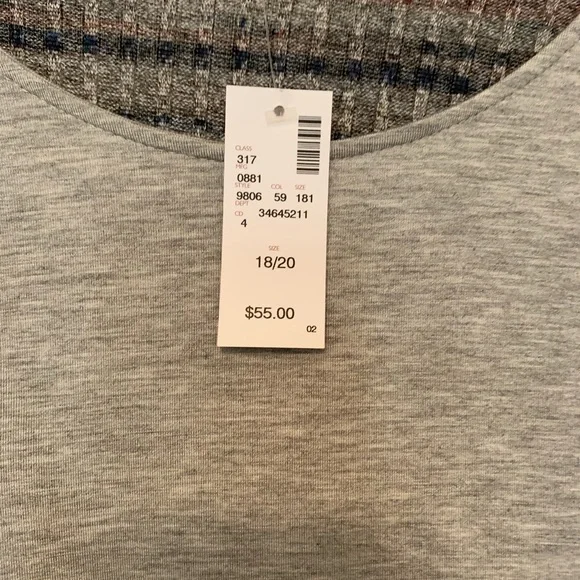 CLASS
317
MFG
0881
STYLE COL SIZE
9806 59 181
DEPT
CD 34645211
4
SIZE
18/20
$55.00
02